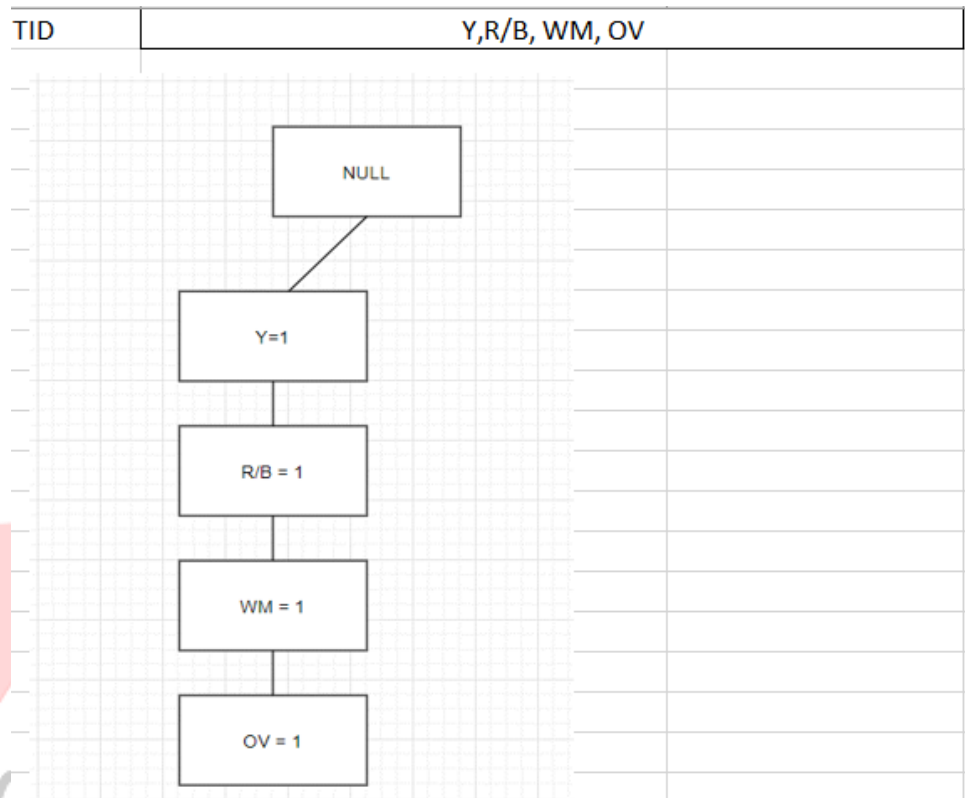 TID Y,R/B, WM, OV
NULL
Y=1
R/B = 1
WM = 1
OV = 1